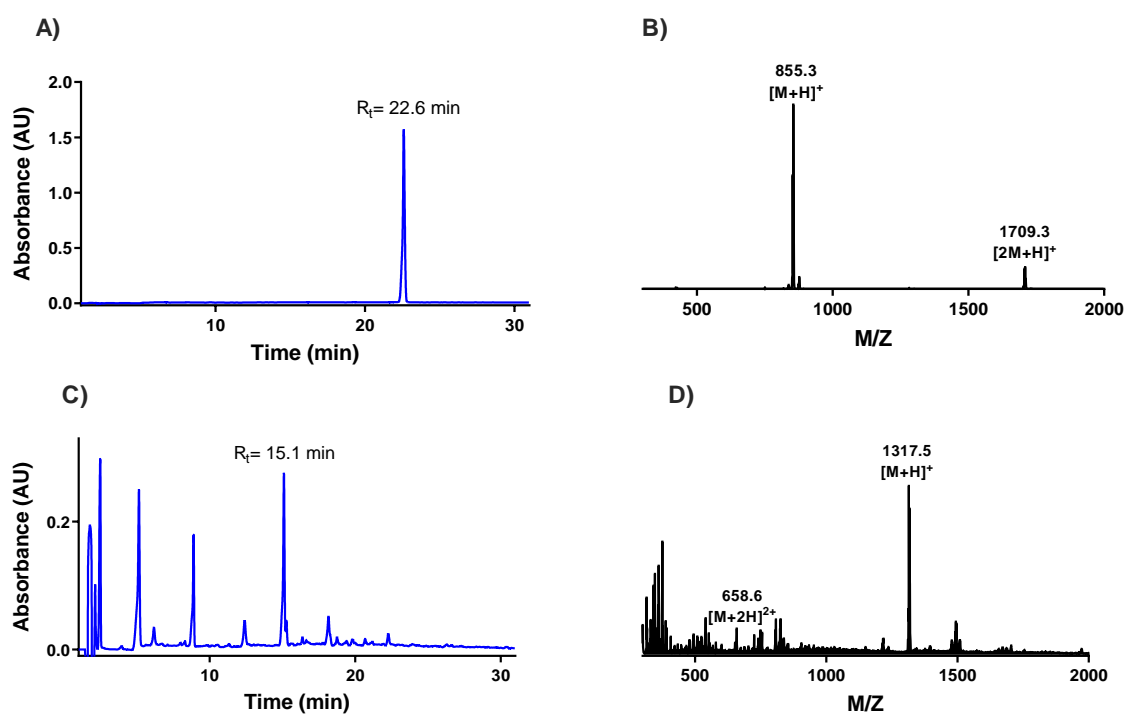 A)
B)
2.0
1.5
1.0
0.5
0.0
Absorbance (AU)
Rt= 22.6 min
10
20
30
Time (min)
855.3
[M+H]+
1709.3
[2M+H]+
500
1000
1500
2000
M/Z
C)
D)
0.2
0.0
Absorbance (AU)
Rt= 15.1 min
10
20
30
Time (min)
1317.5
[M+H]+
658.6
[M+2H]2+
500
1000
1500
2000
M/Z